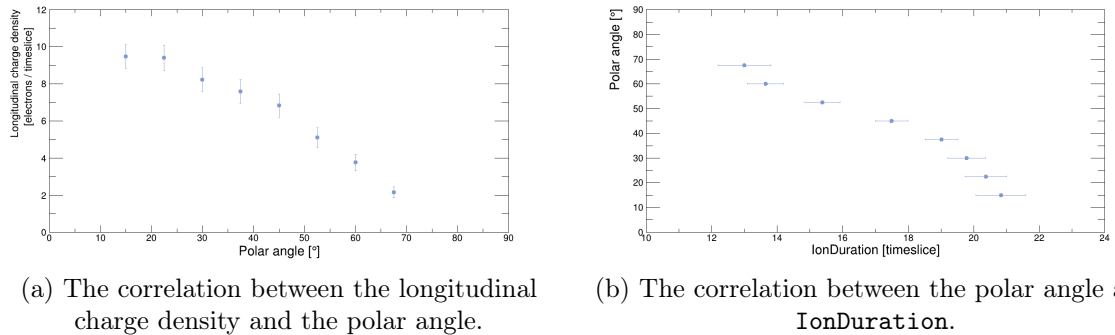 Longitudinal charge density
[electrons / timeslice]
12
10
8
6
4
2
0
0 10 20 30 40 50 60 70 80 90
Polar angle [°]
(a) The correlation between the longitudinal
charge density and the polar angle.
Polar angle [°]
90
80
70
60
50
40
30
20
10
0
10 12 14 16 18 20 22 24
IonDuration [timeslice]
(b) The correlation between the polar angle a
IonDuration.